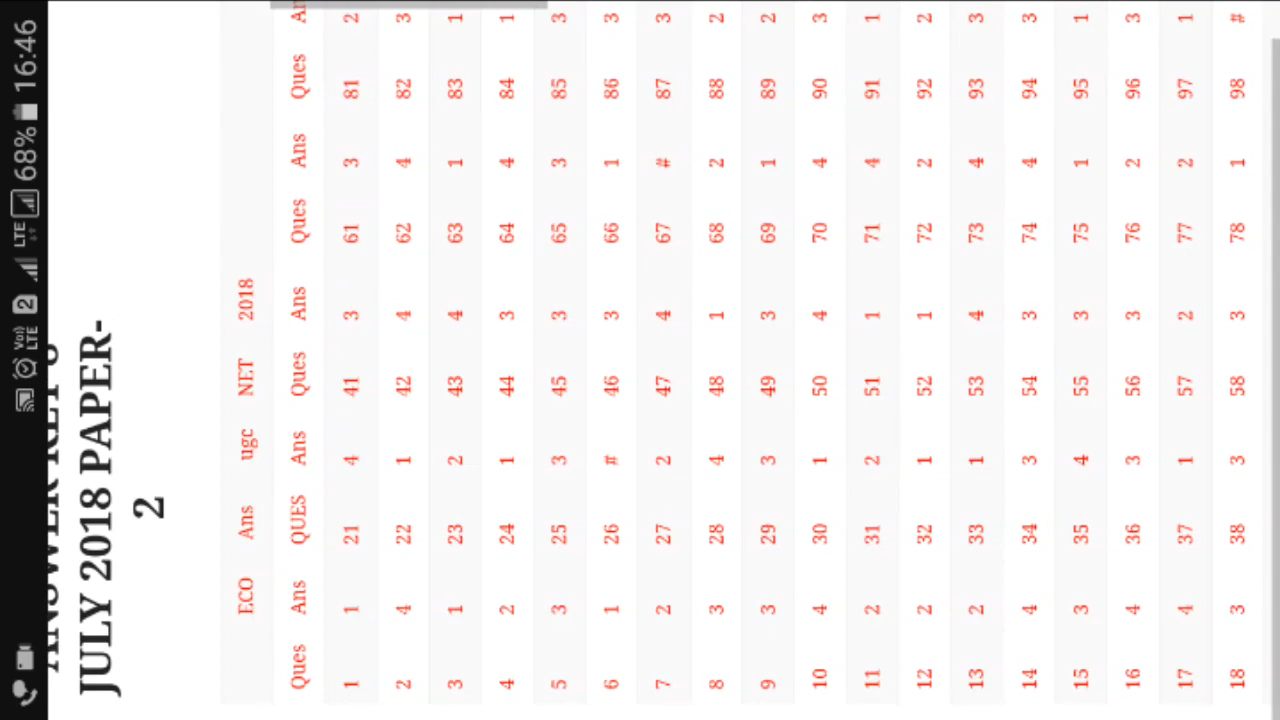 16:46
68%
LTE
Vo))
LTE
2
JULY 2018 PAPER-
2
ECO Ans ugc NET 2018
Ques Ans QUES Ans Ques Ans Ques Ans Ques
1 1 21 4 41 3 61 3 81 2
2 4 22 1 42 4 62 4 82 3
3 1 23 2 43 4 63 1 83 1
4 2 24 1 44 3 64 4 84 1
5 3 25 3 45 3 65 3 85 3
6 1 26 # 46 3 66 1 86 3
7 2 27 2 47 4 67 # 87 3
8 3 28 4 48 1 68 2 88 2
9 3 29 3 49 3 69 1 89 2
10 4 30 1 50 4 70 4 90 3
11 2 31 2 51 1 71 4 91 1
12 2 32 1 52 1 72 2 92 2
13 2 33 1 53 4 73 4 93 3
14 4 34 3 54 3 74 4 94 3
15 3 35 4 55 3 75 1 95 1
16 4 36 3 56 3 76 2 96 3
17 4 37 1 57 2 77 2 97 1
18 3 38 3 58 3 78 1 98 #